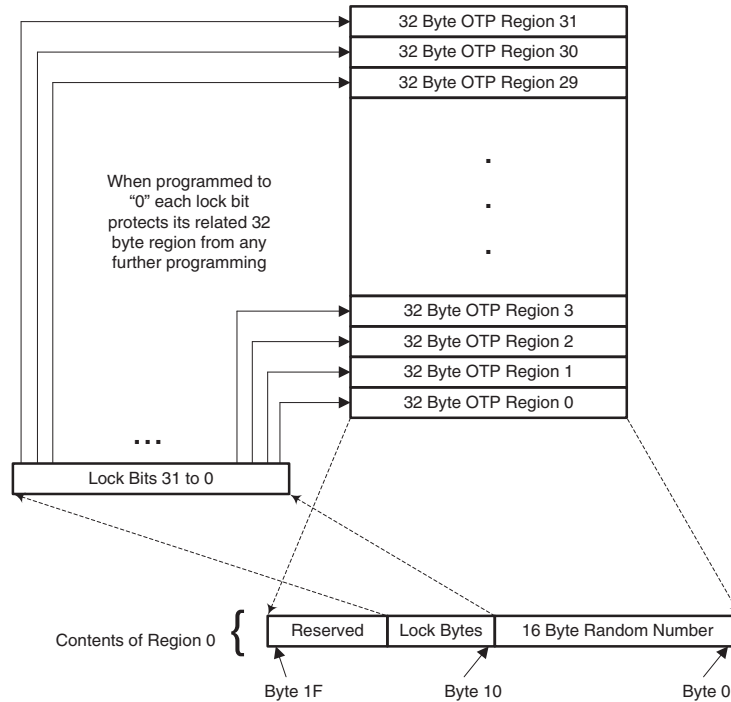 32 Byte OTP Region 31
32 Byte OTP Region 30
32 Byte OTP Region 29
.
.
.
When programmed to
“0” each lock bit
protects its related 32
byte region from any
further programming
32 Byte OTP Region 3
32 Byte OTP Region 2
32 Byte OTP Region 1
32 Byte OTP Region 0
...
Lock Bits 31 to 0
Contents of Region 0 {
Reserved
Lock Bytes
16 Byte Random Number
Byte 1F
Byte 10
Byte 0